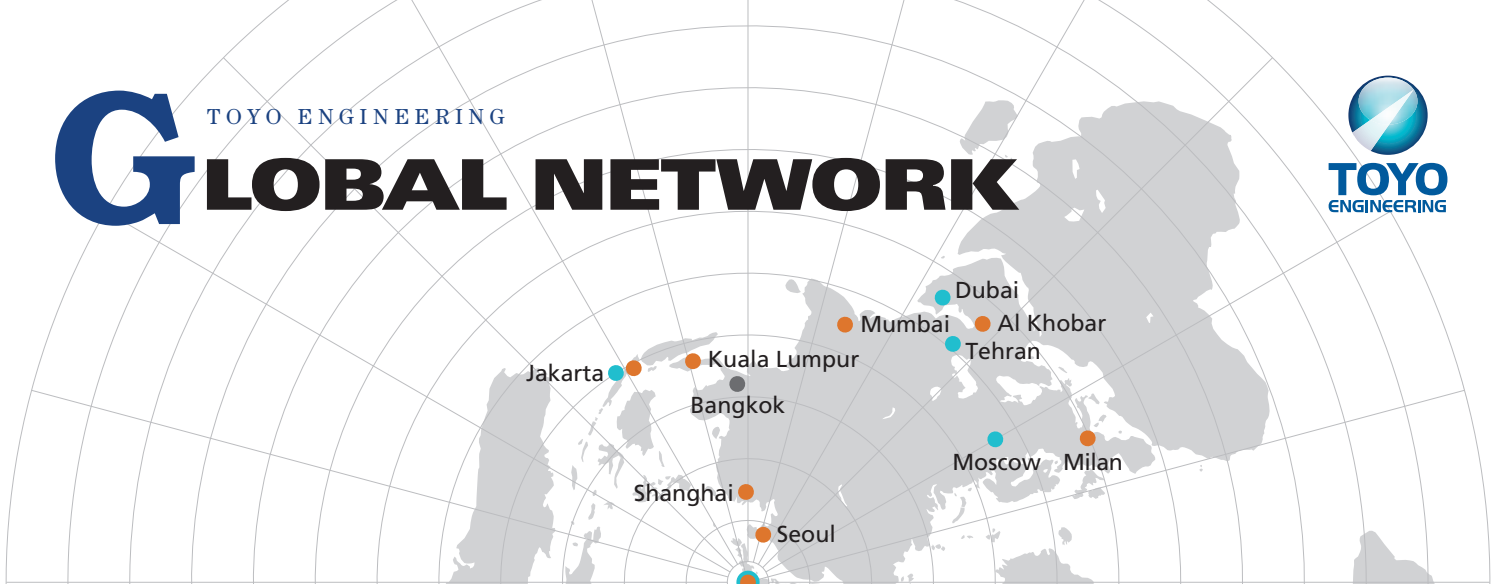 TOYO ENGINEERING
GLOBAL NETWORK
TOYO
ENGINEERING
Dubai
Mumbai
Al Khobar
Tehran
Jakarta
Kuala Lumpur
Bangkok
Moscow
Milan
Shanghai
Seoul